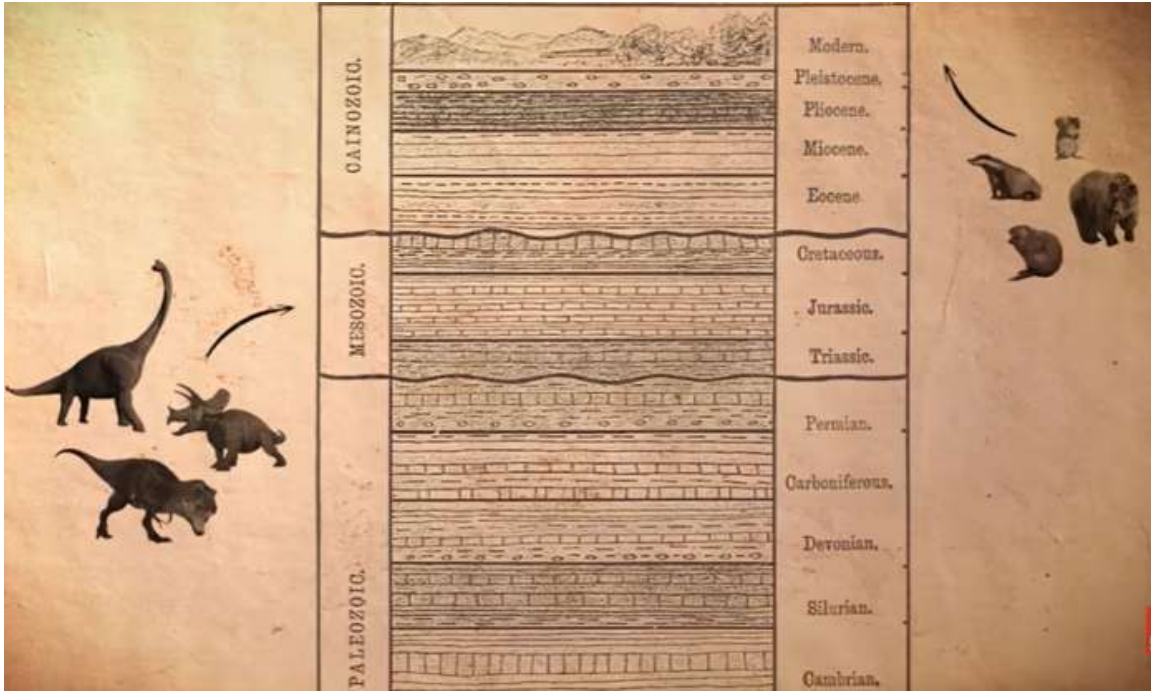 CAINOZOIC.
Modern.
Pleistocene.
Pliocene.
Miocene.
Eocene
MESOZOIC.
Cretaceous.
Jurassic.
Triassic.
PALEOZOIC.
Permian.
Carboniferous.
Devonian.
Silurian.
Cambrian.